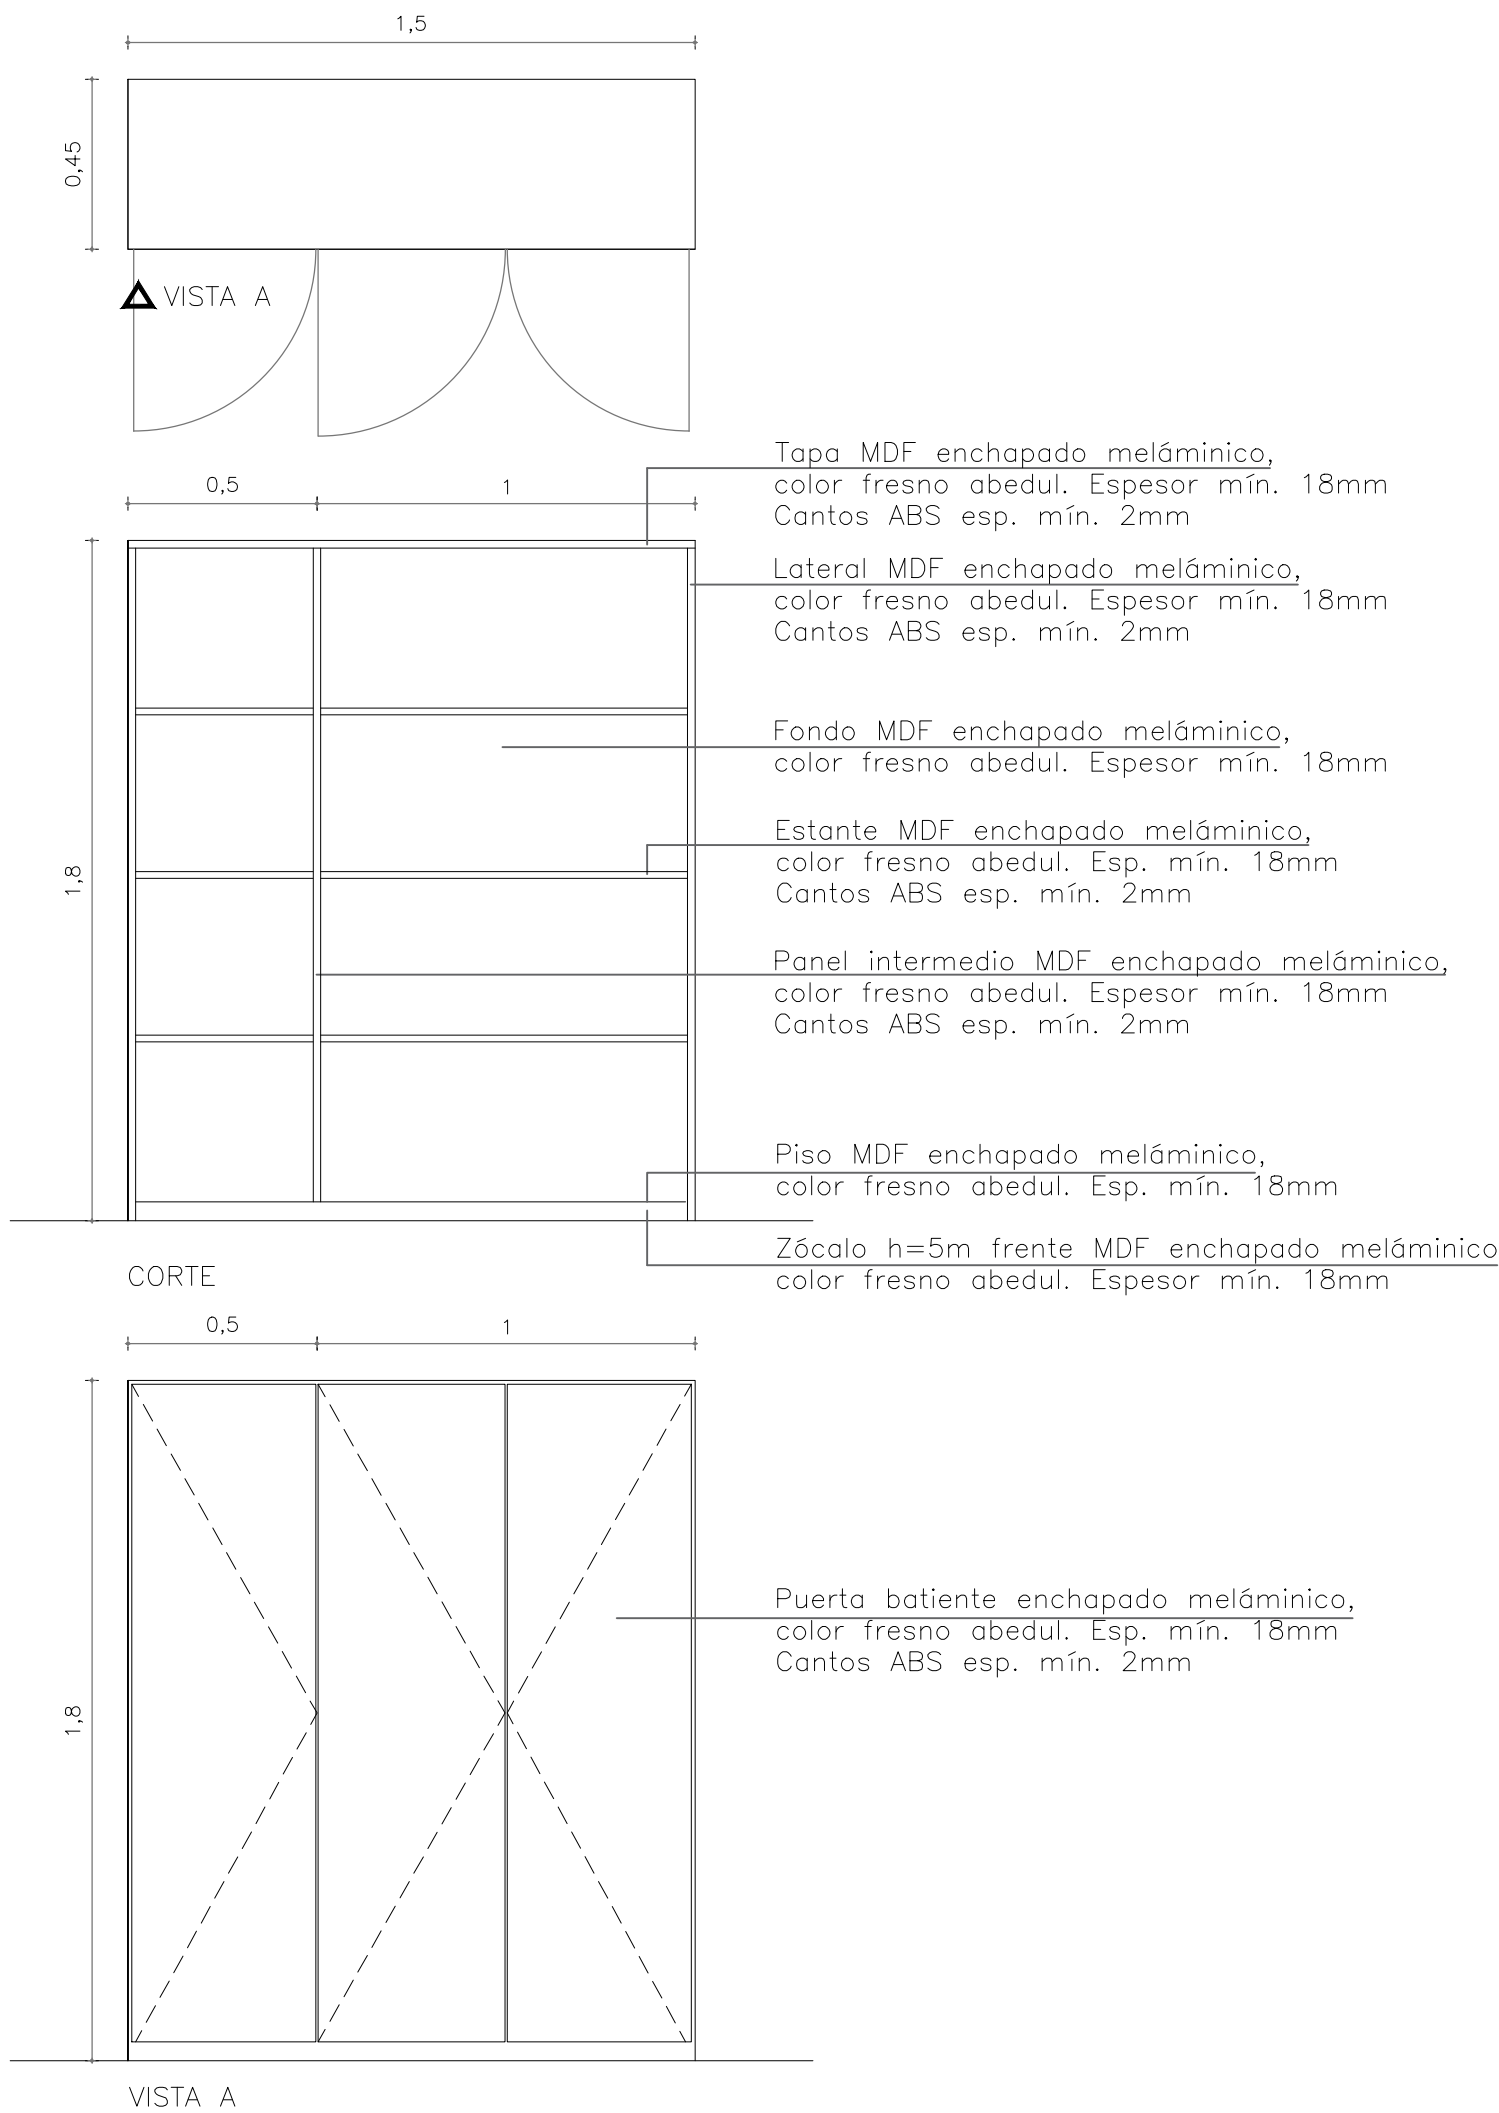 1,5
0,45
VISTA A
Tapa MDF enchapado meláminico,
color fresno abedul. Espesor mín. 18mm
Cantos ABS esp. mín. 2mm
0,5
1
Lateral MDF enchapado meláminico,
color fresno abedul. Espesor mín. 18mm
Cantos ABS esp. mín. 2mm
Fondo MDF enchapado meláminico,
color fresno abedul. Espesor mín. 18mm
Estante MDF enchapado meláminico,
color fresno abedul. Esp. mín. 18mm
Cantos ABS esp. mín. 2mm
1,8
Panel intermedio MDF enchapado meláminico,
color fresno abedul. Espesor mín. 18mm
Cantos ABS esp. mín. 2mm
Piso MDF enchapado meláminico,
color fresno abedul. Esp. mín. 18mm
Zócalo h=5m frente MDF enchapado meláminico
color fresno abedul. Espesor mín. 18mm
CORTE
0,5
1
Puerta batiente enchapado meláminico,
color fresno abedul. Esp. mín. 18mm
Cantos ABS esp. mín. 2mm
1,8
VISTA A